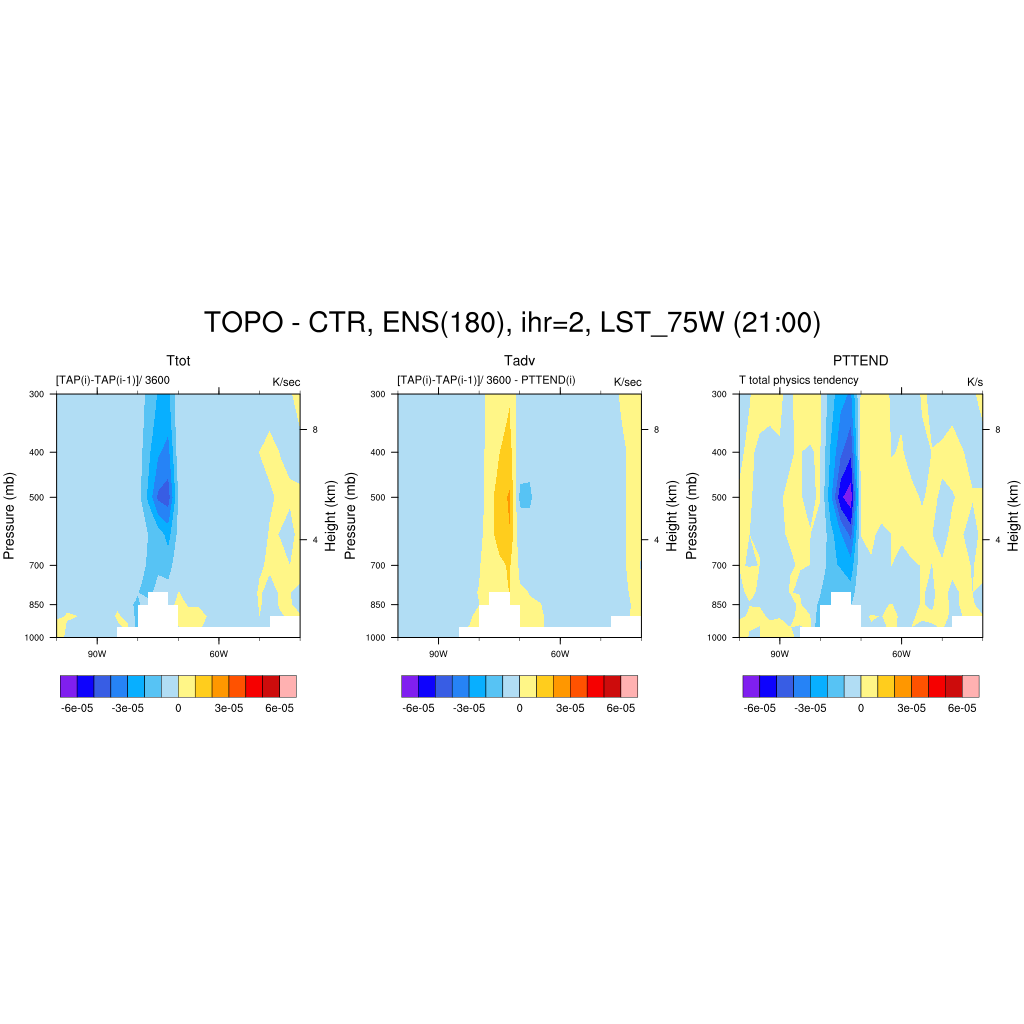 TOPO - CTR, ENS(180), ihr=2, LST_75W (21:00)
Ttot
[TAP(i)-TAP(i-1)]/ 3600 K/sec
Pressure (mb)
300
400
500
700
850
1000
90W 60W
8
4
Height (km)
-6e-05 -3e-05 0 3e-05 6e-05
Tadv
[TAP(i)-TAP(i-1)]/ 3600 - PTTEND(i) K/sec
Pressure (mb)
300
400
500
700
850
1000
90W 60W
8
4
Height (km)
-6e-05 -3e-05 0 3e-05 6e-05
PTTEND
T total physics tendency K/s
Pressure (mb)
300
400
500
700
850
1000
90W 60W
8
4
Height (km)
-6e-05 -3e-05 0 3e-05 6e-05